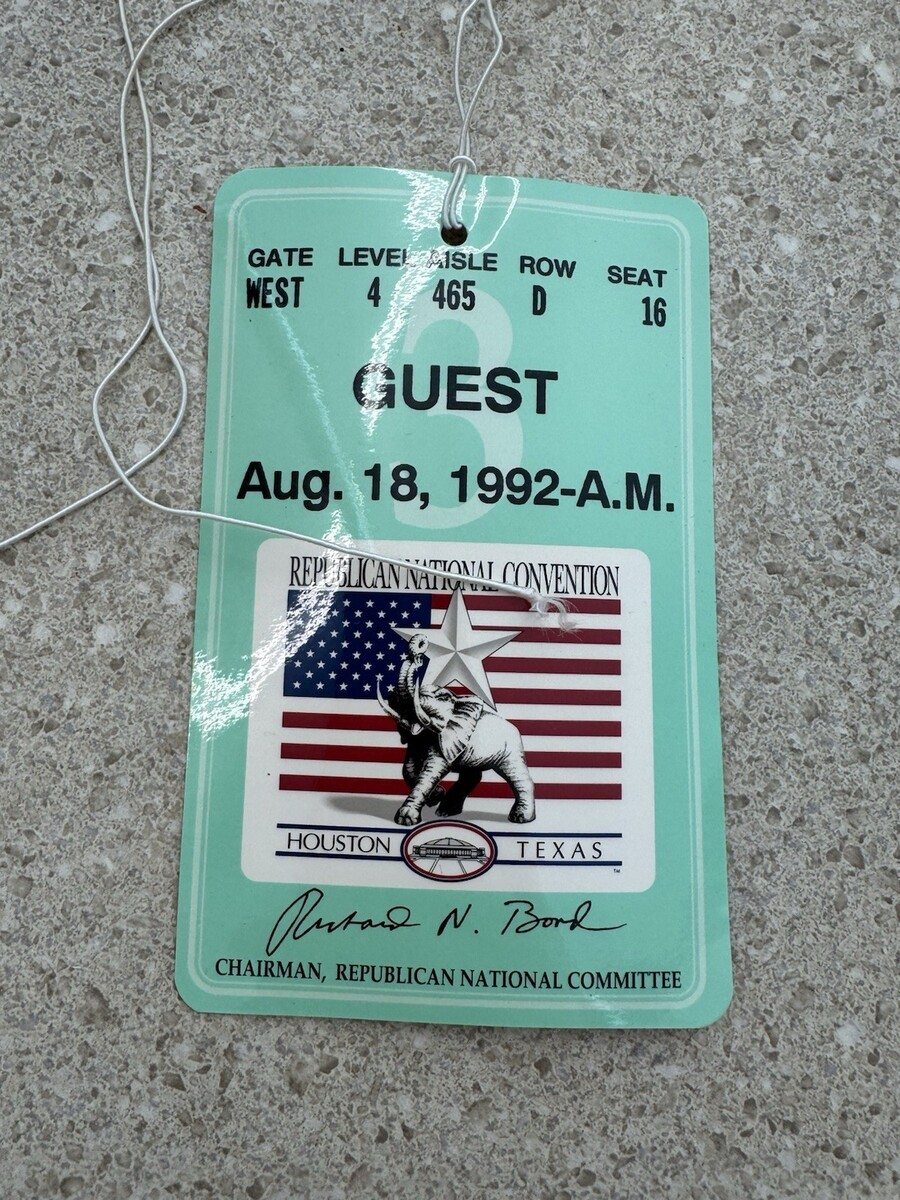 GATE LEVEL AISLE ROW SEAT
WEST 4 465 D 16
3
GUEST
Aug. 18, 1992-A.M.
REPUBLICAN NATIONAL CONVENTION
HOUSTON TEXAS
TM
Richard N. Bond
CHAIRMAN, REPUBLICAN NATIONAL COMMITTEE